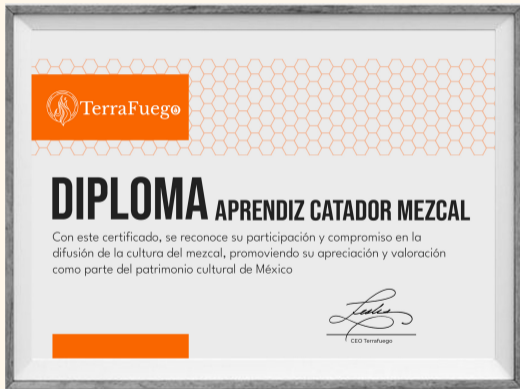 TerraFuego
DIPLOMA APRENDIZ CATADOR MEZCAL
Con este certificado, se reconoce su participación y compromiso en la
difusión de la cultura del mezcal, promoviendo su apreciación y valoración
como parte del patrimonio cultural de México
Leslis
CEO Terrafuego